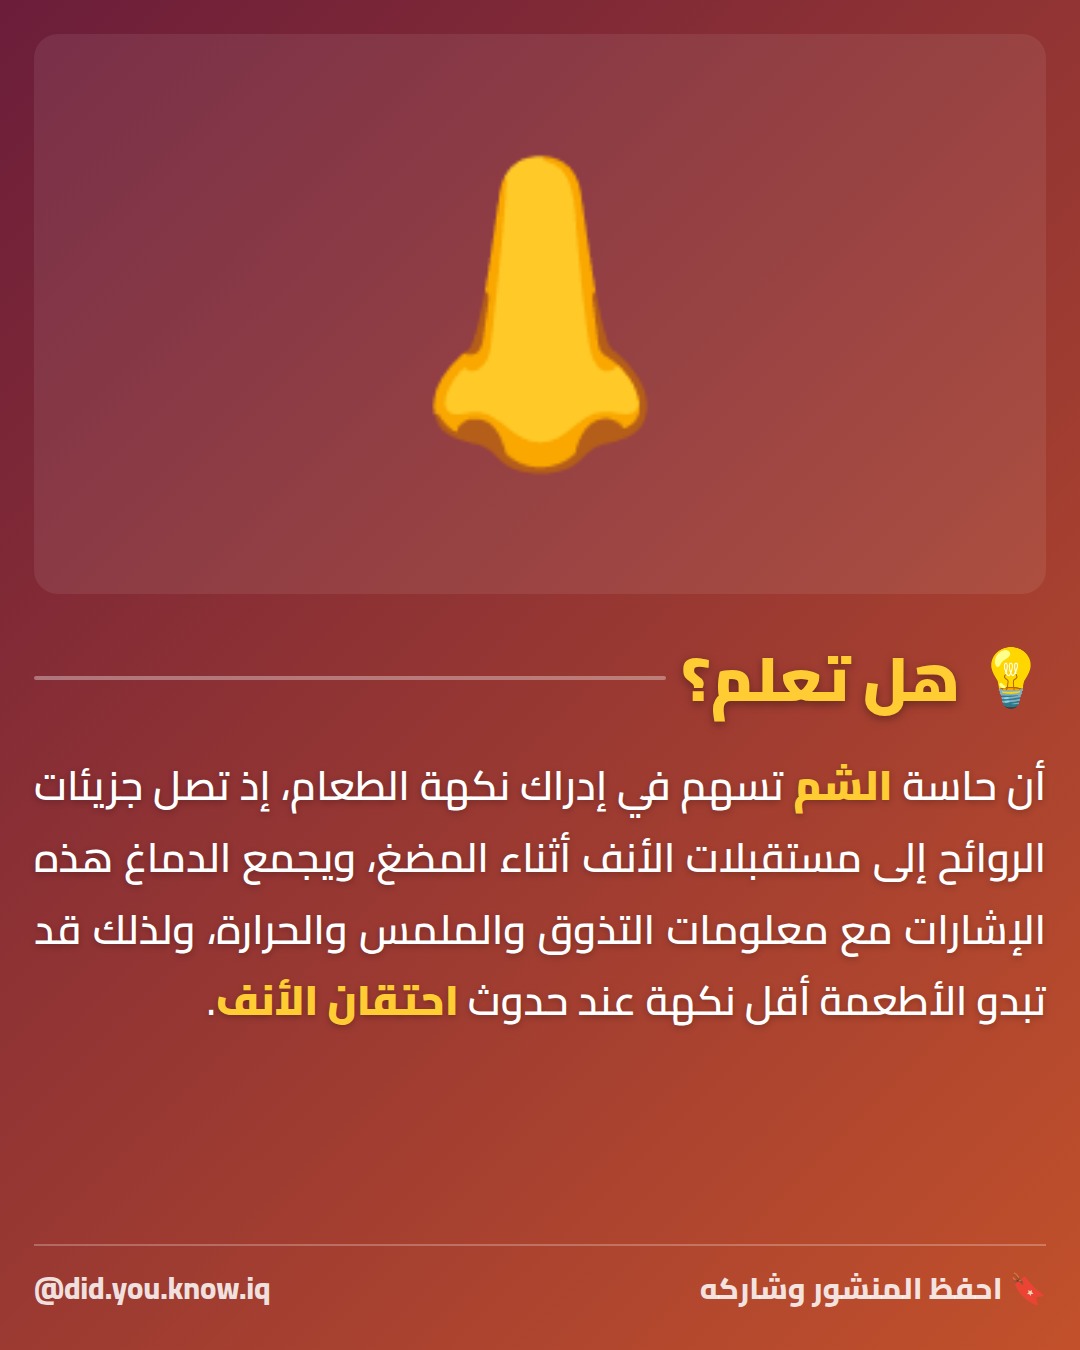 💡 هل تعلم؟
أن حاسة الشم تسهم في إدراك نكهة الطعام، إذ تصل جزيئات
الروائح إلى مستقبلات الأنف أثناء المضغ، ويجمع الدماغ هذه
الإشارات مع معلومات التذوق والملمس والحرارة، ولذلك قد
تبدو الأطعمة أقل نكهة عند حدوث احتقان الأنف.
🔖 احفظ المنشور وشاركه
@did.you.know.iq